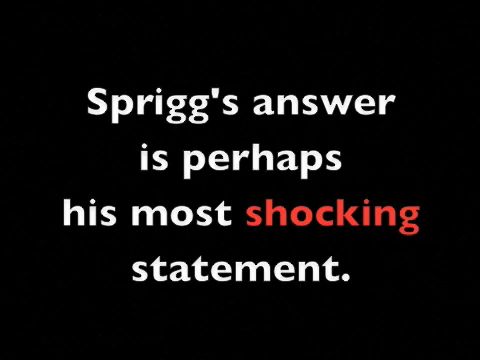 Sprigg's answer
is perhaps
his most shocking
statement.